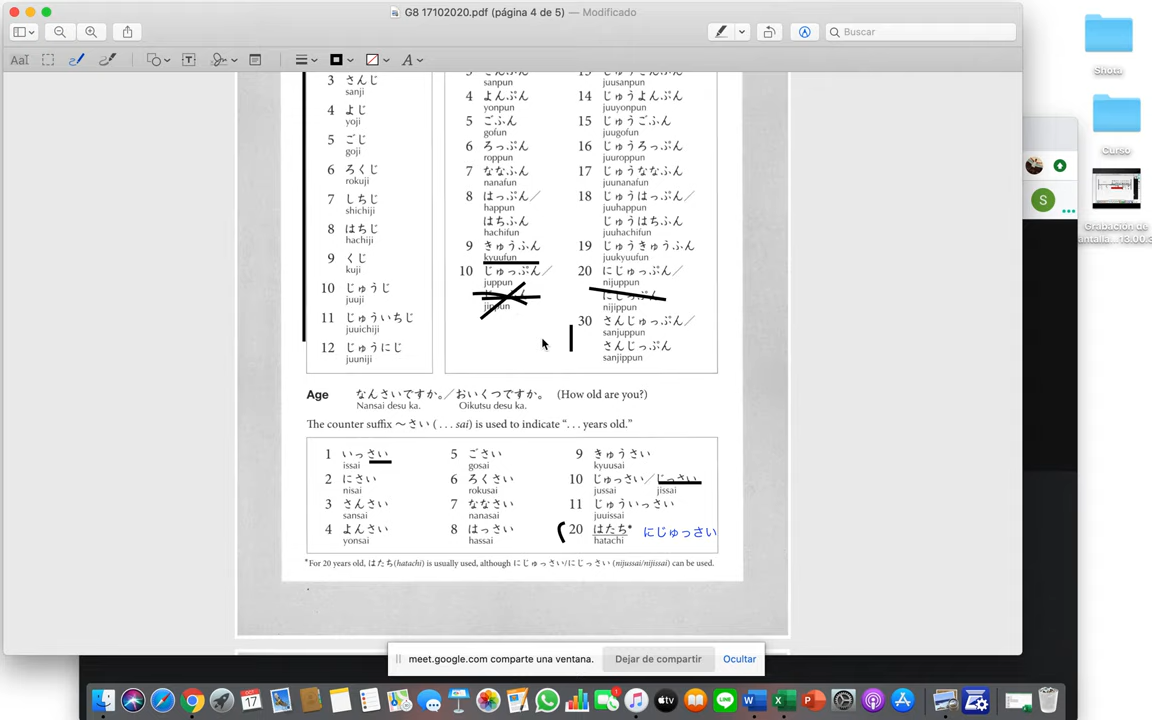 G8 17102020.pdf (página 4 de 5) — Modificado
Buscar
3 さんじ
sanji
4 よじ
yoji
5 ごじ
goji
6 ろくじ
rokuji
7 しちじ
shichiji
8 はちじ
hachiji
9 くじ
kuji
10 じゅうじ
juuji
11 じゅういちじ
juuichiji
12 じゅうにじ
juuniji
sanpun
4 よんぷん
yonpun
5 ごふん
gofun
6 ろっぷん
roppun
7 ななふん
nanafun
8 はっぷん／
happun
はちふん
hachifun
9 きゅうふん
kyuufun
10 じゅっぷん／
juppun
jippun
juusanpun
14 じゅうよんぷん
juuyonpun
15 じゅうごふん
juugofun
16 じゅうろっぷん
juuroppun
17 じゅうななふん
juunanafun
18 じゅうはっぷん／
juuhappun
じゅうはちふん
juuhachifun
19 じゅうきゅうふん
juukyuufun
20 にじゅっぷん／
nijuppun
にじっぷん
nijippun
30 さんじゅっぷん／
sanjuppun
さんじっぷん
sanjippun
Age なんさいですか。／おいくつですか。 (How old are you?)
Nansai desu ka. Oikutsu desu ka.
The counter suffix 〜さい ( . . . sai) is used to indicate “. . . years old.”
1 いっさい
issai
2 にさい
nisai
3 さんさい
sansai
4 よんさい
yonsai
5 ごさい
gosai
6 ろくさい
rokusai
7 ななさい
nanasai
8 はっさい
hassai
9 きゅうさい
kyuusai
10 じゅっさい／じっさい
jussai jissai
11 じゅういっさい
juuissai
20 はたち* にじゅっさい
hatachi
*For 20 years old, はたち(hatachi) is usually used, although にじゅっさい/にじっさい (nijussai/nijissai) can be used.
meet.google.com comparte una ventana. Dejar de compartir Ocultar
Shota
Curso
Grabación de
S